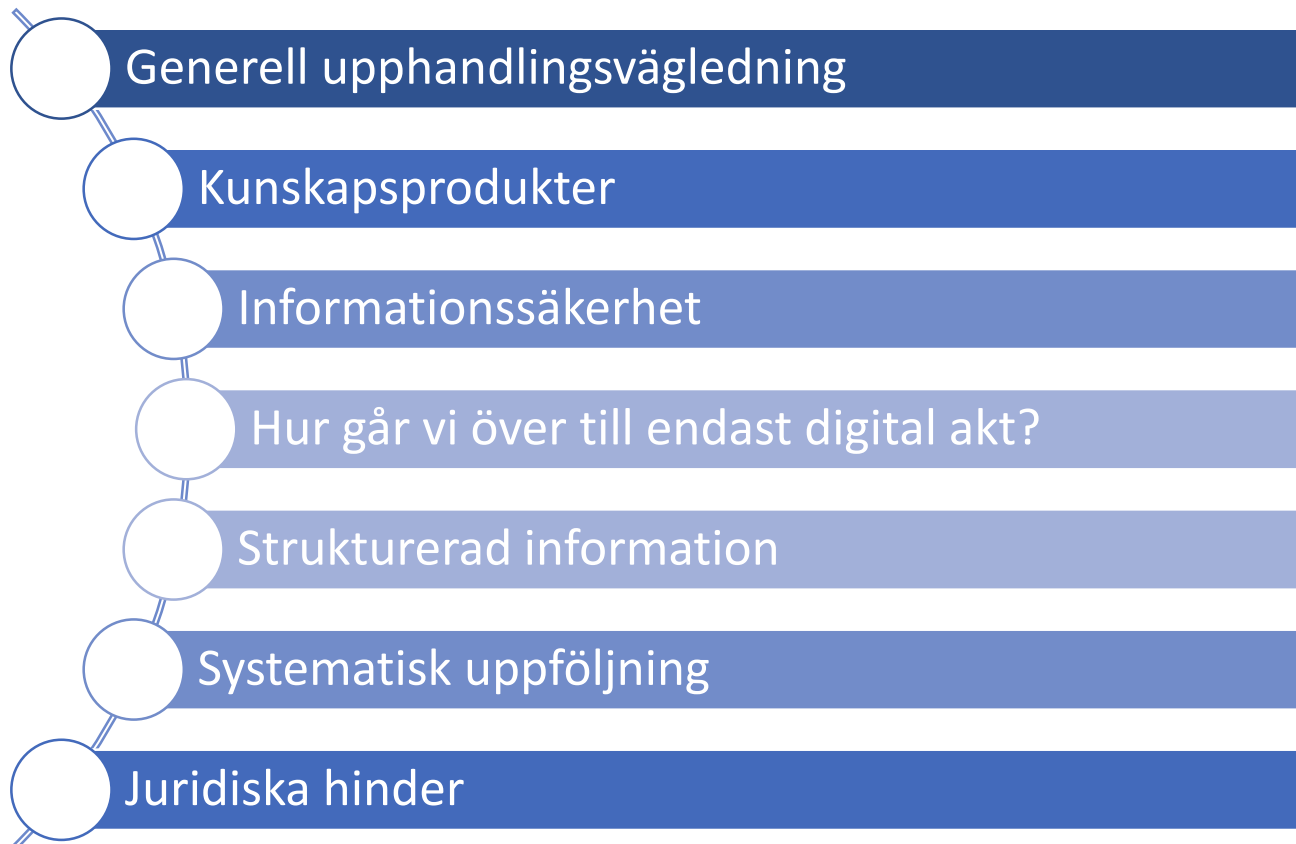 Generell upphandlingsvägledning
Kunskapsprodukter
Informationssäkerhet
Hur går vi över till endast digital akt?
Strukturerad information
Systematisk uppföljning
Juridiska hinder